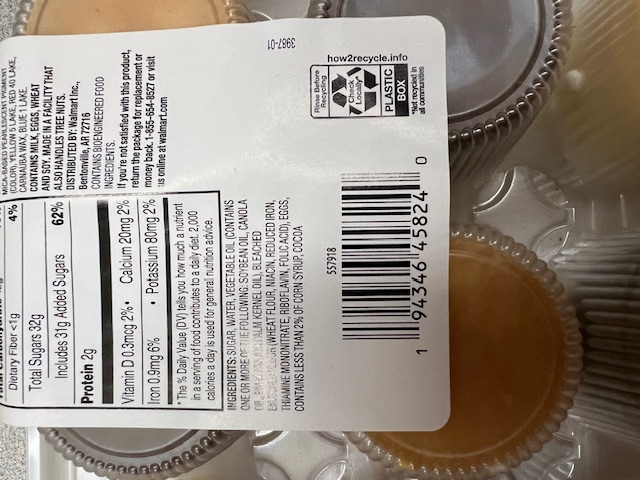 4%
Dietary Fiber <1g
Total Sugars 32g
Includes 31g Added Sugars 62%
Protein 2g
Vitamin D 0.9mcg 2% • Calcium 20mg 2%
Iron 0.9mg 6% • Potassium 80mg 2%
* The % Daily Value (DV) tells you how much a nutrient
in a serving of food contributes to a daily diet. 2,000
calories a day is used for general nutrition advice.
INGREDIENTS: SUGAR, WATER, VEGETABLE OIL (CONTAINS
ONE OR MORE OF THE FOLLOWING: SOYBEAN OIL, CANOLA
OIL, PALM KERNEL OIL), BLEACHED
(WHEAT FLOUR, NIACIN, REDUCED IRON,
THIAMINE MONONITRATE, RIBOFLAVIN, FOLIC ACID), EGGS,
CONTAINS LESS THAN 2% OF CORN SYRUP, COCOA
MICA-BASED PEARLESCENT PIGMENT
(COLOR), YELLOW 5 LAKE, RED 40 LAKE,
CARNAUBA WAX, BLUE 1 LAKE.
CONTAINS MILK, EGGS, WHEAT
AND SOY. MADE IN A FACILITY THAT
ALSO HANDLES TREE NUTS.
DISTRIBUTED BY: Walmart Inc.,
Bentonville, AR 72716
CONTAINS BIOENGINEERED FOOD
INGREDIENTS.
If you're not satisfied with this product,
return the package for replacement or
money back. 1-855-654-0527 or visit
us online at walmart.com
3987-01
how2recycle.info
Rinse Before
Recycling
Check
Locally*
PLASTIC
BOX
*Not recycled in
all communities
557918
1 94346 45824 0